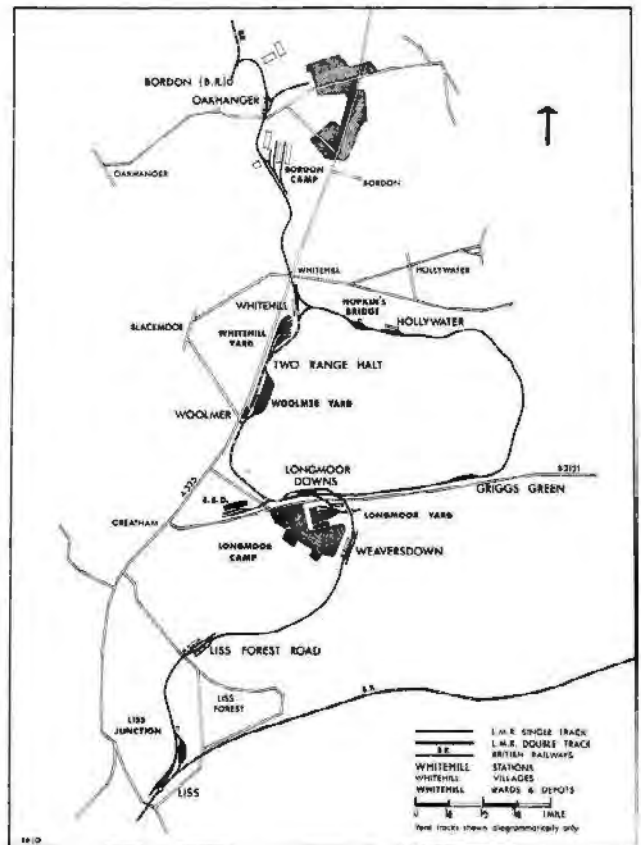 B.R.
BORDON (B.R.)
OAKHANGER
OAKHANGER
BORDON
CAMP
BORDON
WHITEHILL
HOLLYWATER
WHITEHILL
HOPKIN'S
BRIDGE
HOLLYWATER
BLACKMOOR
WHITEHILL
YARD
TWO RANGE HALT
WOOLMER YARD
WOOLMER
A325
LONGMOOR
DOWNS
B2131
GRIGGS GREEN
GREATHAM
LONGMOOR YARD
LONGMOOR
CAMP
WEAVERSDOWN
LISS FOREST ROAD
LISS
FOREST
B.R.
LISS
JUNCTION
LISS
L.M.R. SINGLE TRACK
L.M.R. DOUBLE TRACK
B.R. BRITISH RAILWAYS
WHITEHILL STATIONS
WHITEHILL VILLAGES
WHITEHILL YARDS & DEPOTS
1 MILE
Yard tracks shown diagrammatically only